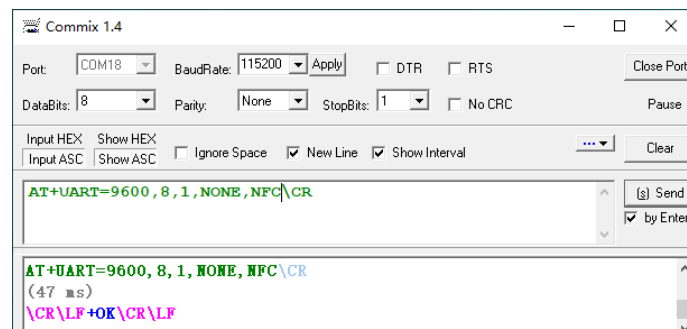 Commix 1.4
Port: COM18 BaudRate: 115200 Apply DTR RTS Close Port
DataBits: 8 Parity: None StopBits: 1 No CRC Pause
Input HEX Show HEX
Input ASC Show ASC Ignore Space New Line Show Interval ... Clear
AT+UART=9600,8,1,NONE,NFC\CR (s) Send
by Enter
AT+UART=9600,8,1,NONE,NFC\CR
(47 ms)
\CR\LF+OK\CR\LF